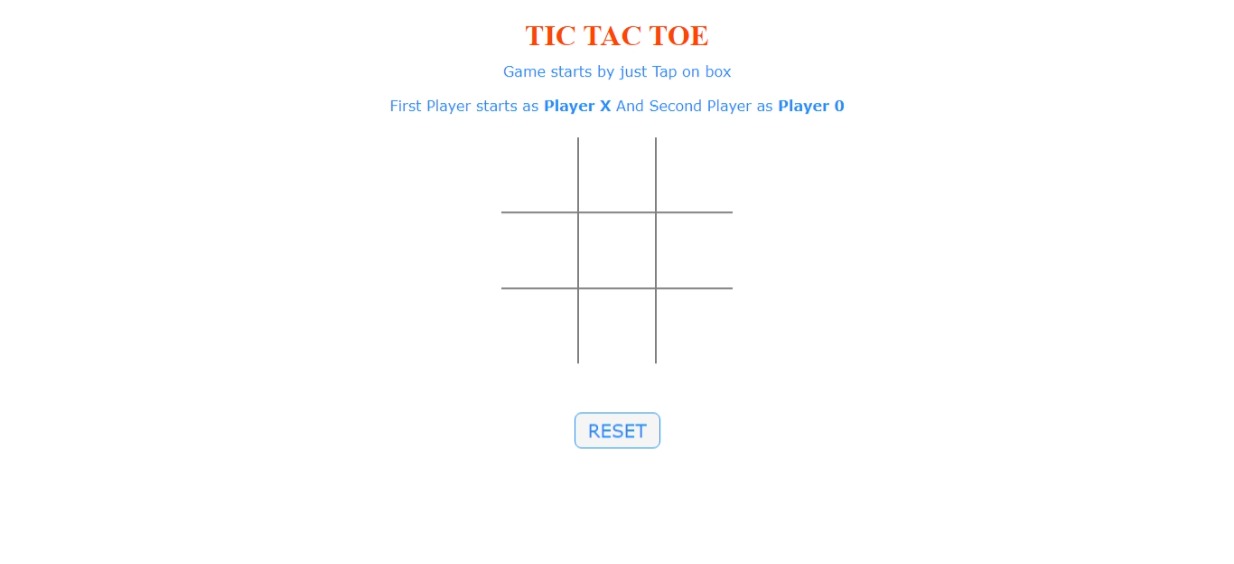 TIC TAC TOE
Game starts by just Tap on box
First Player starts as Player X And Second Player as Player 0
RESET